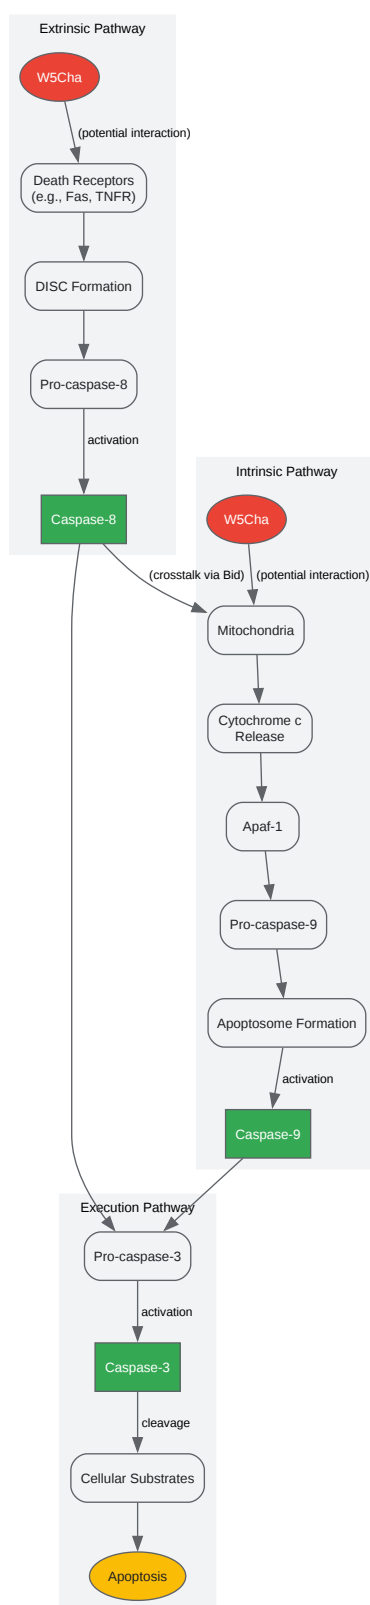 Extrinsic Pathway
W5Cha
(potential interaction)
Death Receptors
(e.g., Fas, TNFR)
DISC Formation
Pro-caspase-8
activation
Caspase-8
Intrinsic Pathway
W5Cha
(crosstalk via Bid)
(potential interaction)
Mitochondria
Cytochrome c
Release
Apaf-1
Pro-caspase-9
Apoptosome Formation
activation
Caspase-9
Execution Pathway
Pro-caspase-3
activation
Caspase-3
cleavage
Cellular Substrates
Apoptosis